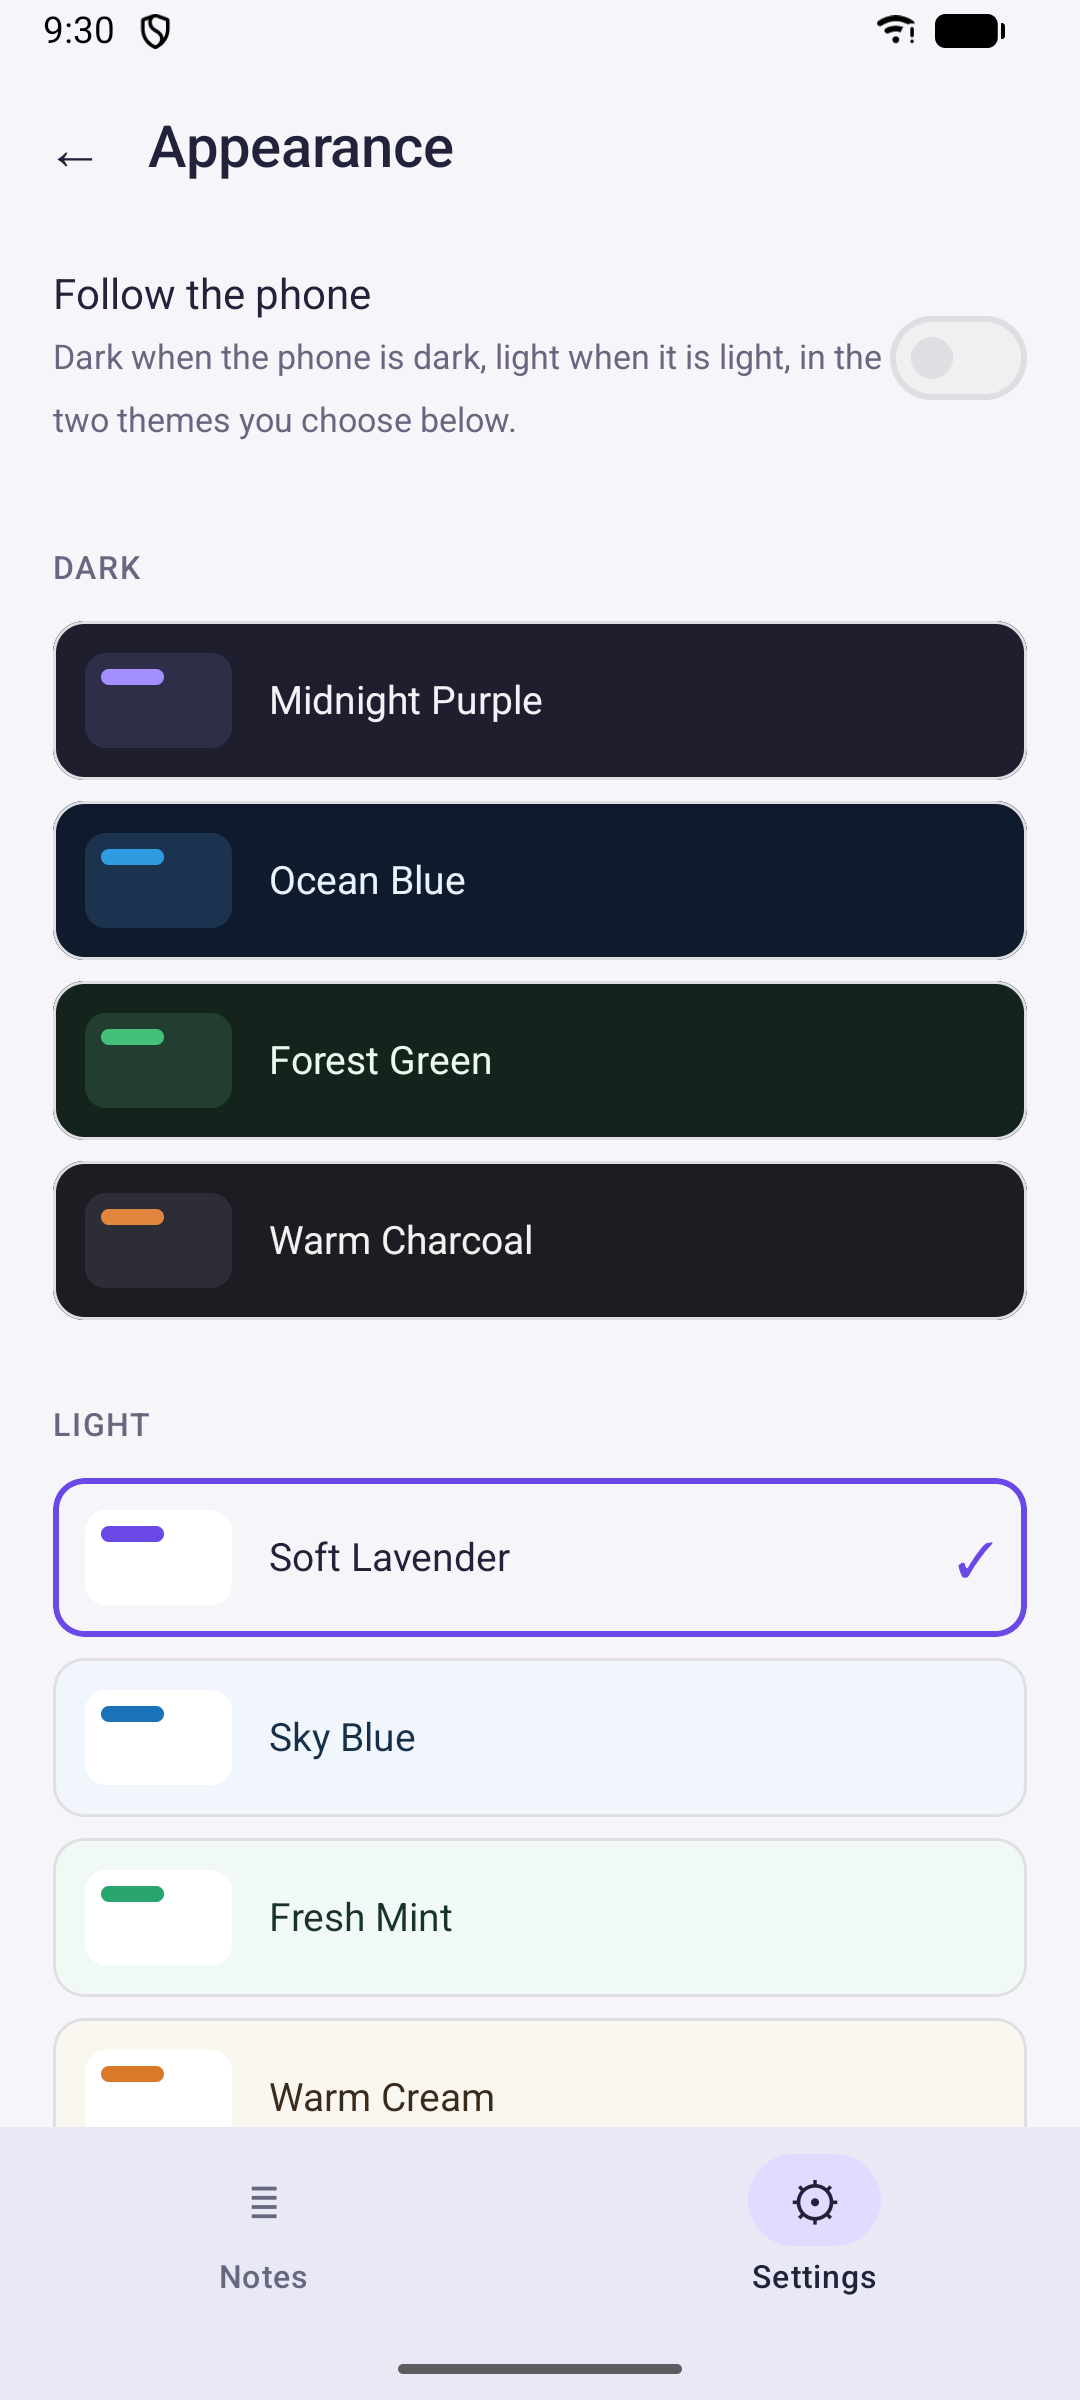 9:30
← Appearance
Follow the phone
Dark when the phone is dark, light when it is light, in the
two themes you choose below.
DARK
Midnight Purple
Ocean Blue
Forest Green
Warm Charcoal
LIGHT
Soft Lavender ✓
Sky Blue
Fresh Mint
Warm Cream
Notes
Settings